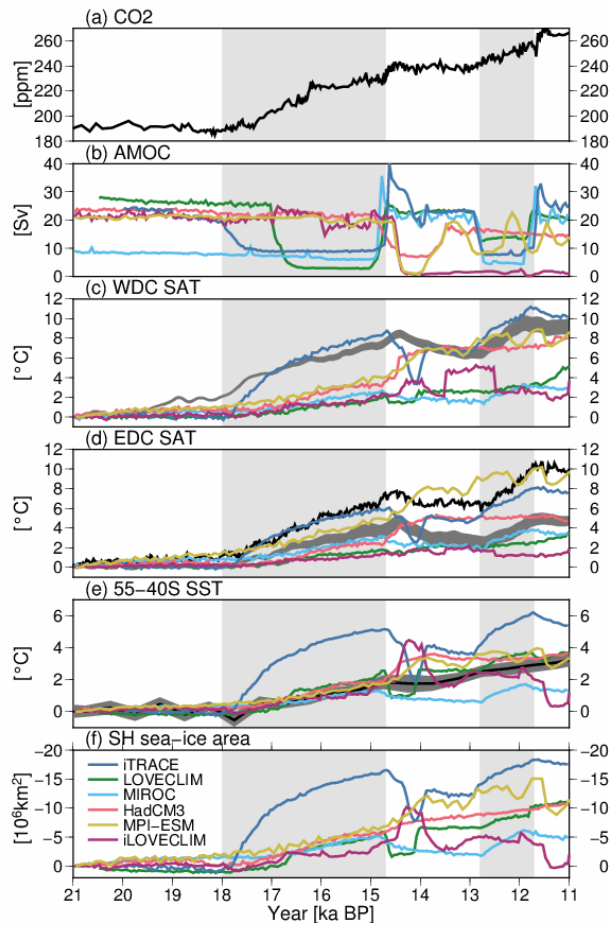 (a) CO2
260 260
240 240
[ppm]
220 220
200 200
180 180
(b) AMOC
40 40
30 30
[Sv]
20 20
10 10
0 0
(c) WDC SAT
12 12
10 10
8 8
[°C]
6 6
4 4
2 2
0 0
(d) EDC SAT
12 12
10 10
8 8
[°C]
6 6
4 4
2 2
0 0
(e) 55−40S SST
6 6
4 4
[°C]
2 2
0 0
(f) SH sea−ice area
−20 −20
iTRACE
−15 −15
LOVECLIM
MIROC
[10⁶km²]
−10 −10
HadCM3
MPI−ESM
−5 −5
iLOVECLIM
0 0
21 20 19 18 17 16 15 14 13 12 11
Year [ka BP]